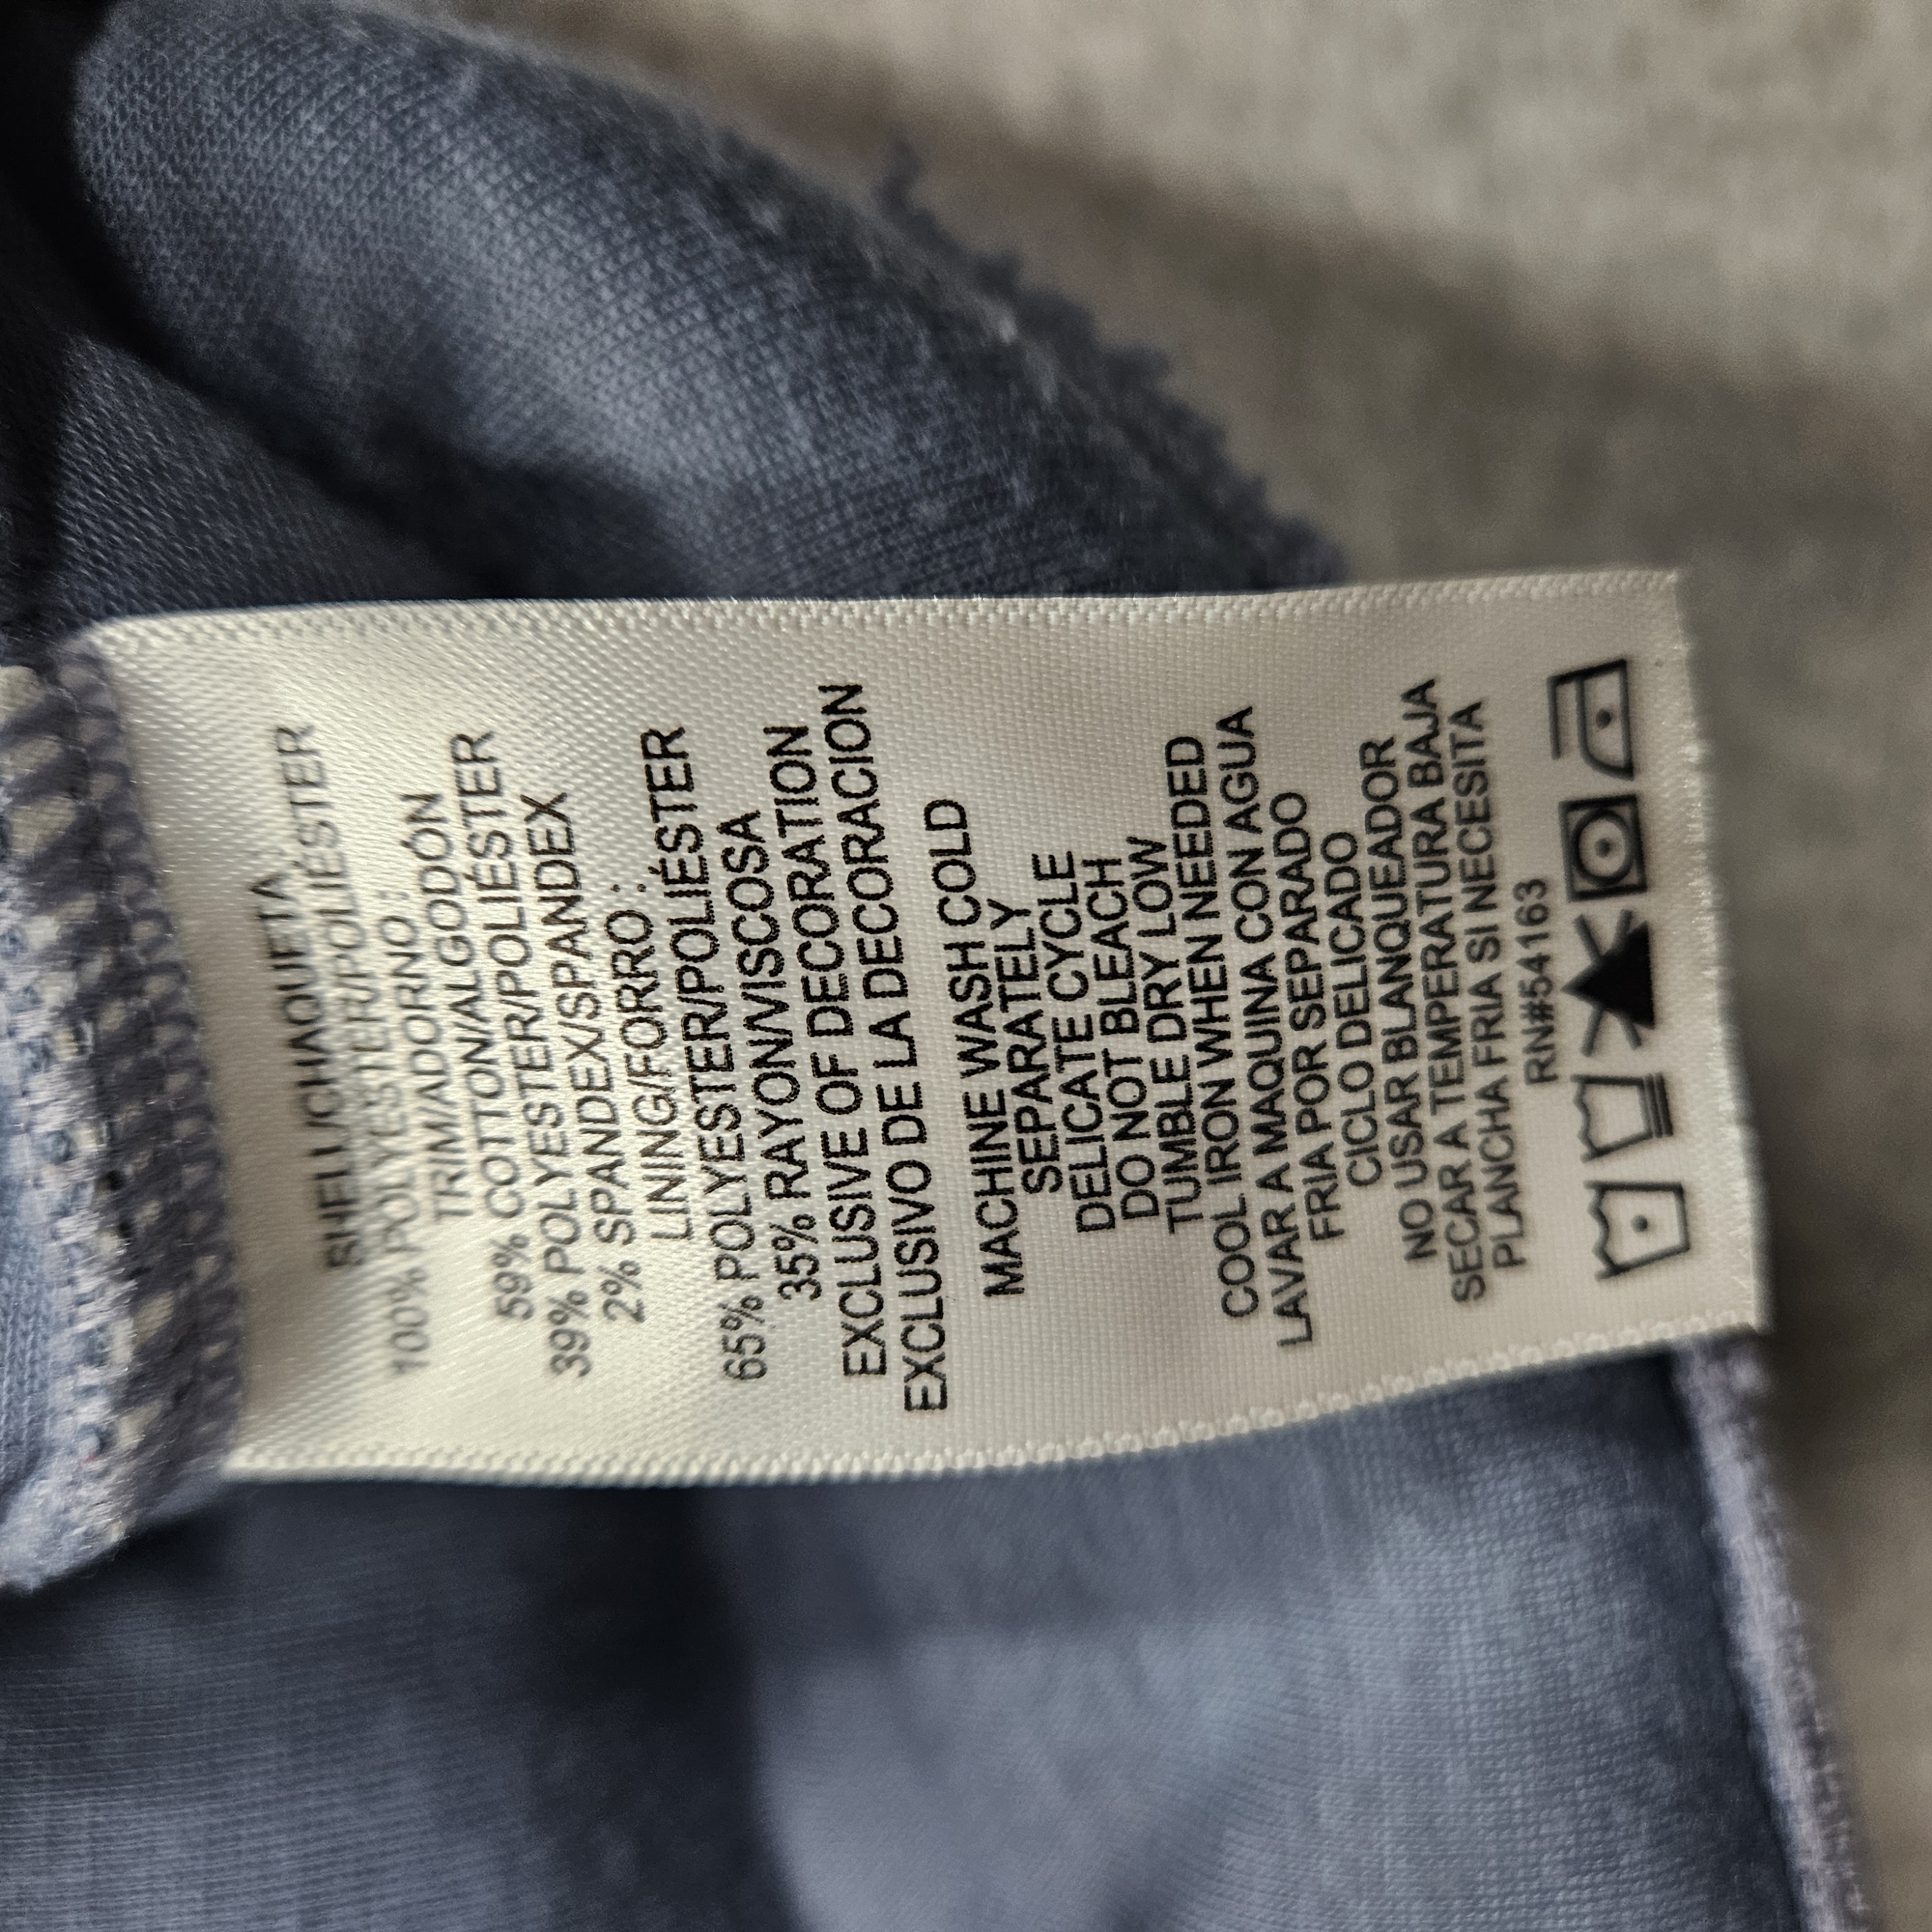 SHELL/CHAQUETA
100% POLYESTER/POLIÉSTER
TRIM/ADORNO :
59% COTTON/ALGODÓN
39% POLYESTER/POLIÉSTER
2% SPANDEX/SPANDEX
LINING/FORRO :
65% POLYESTER/POLIÉSTER
35% RAYON/VISCOSA
EXCLUSIVE OF DECORATION
EXCLUSIVO DE LA DECORACION
MACHINE WASH COLD
SEPARATELY
DELICATE CYCLE
DO NOT BLEACH
TUMBLE DRY LOW
COOL IRON WHEN NEEDED
LAVAR A MAQUINA CON AGUA
FRIA POR SEPARADO
CICLO DELICADO
NO USAR BLANQUEADOR
SECAR A TEMPERATURA BAJA
PLANCHA FRIA SI NECESITA
RN#54163